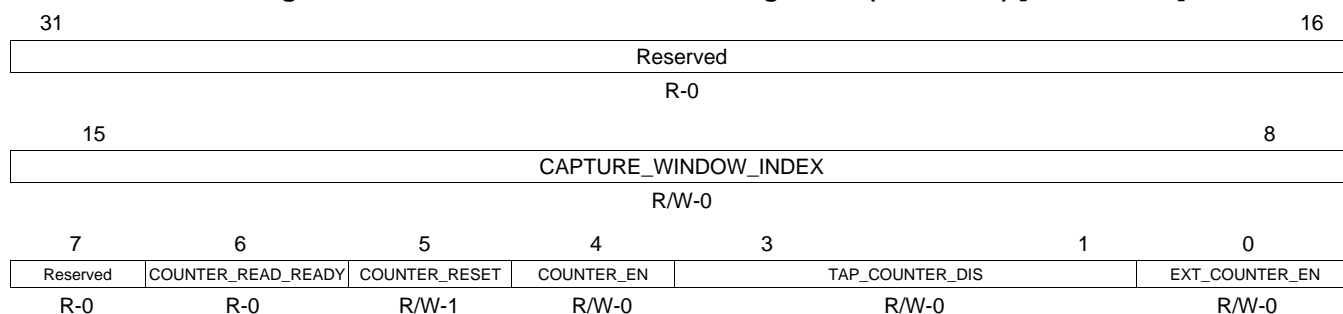 31 16
Reserved
R-0
15 8
CAPTURE_WINDOW_INDEX
R/W-0
7 6 5 4 3 1 0
Reserved COUNTER_READ_READY COUNTER_RESET COUNTER_EN TAP_COUNTER_DIS EXT_COUNTER_EN
R-0 R-0 R/W-1 R/W-0 R/W-0 R/W-0